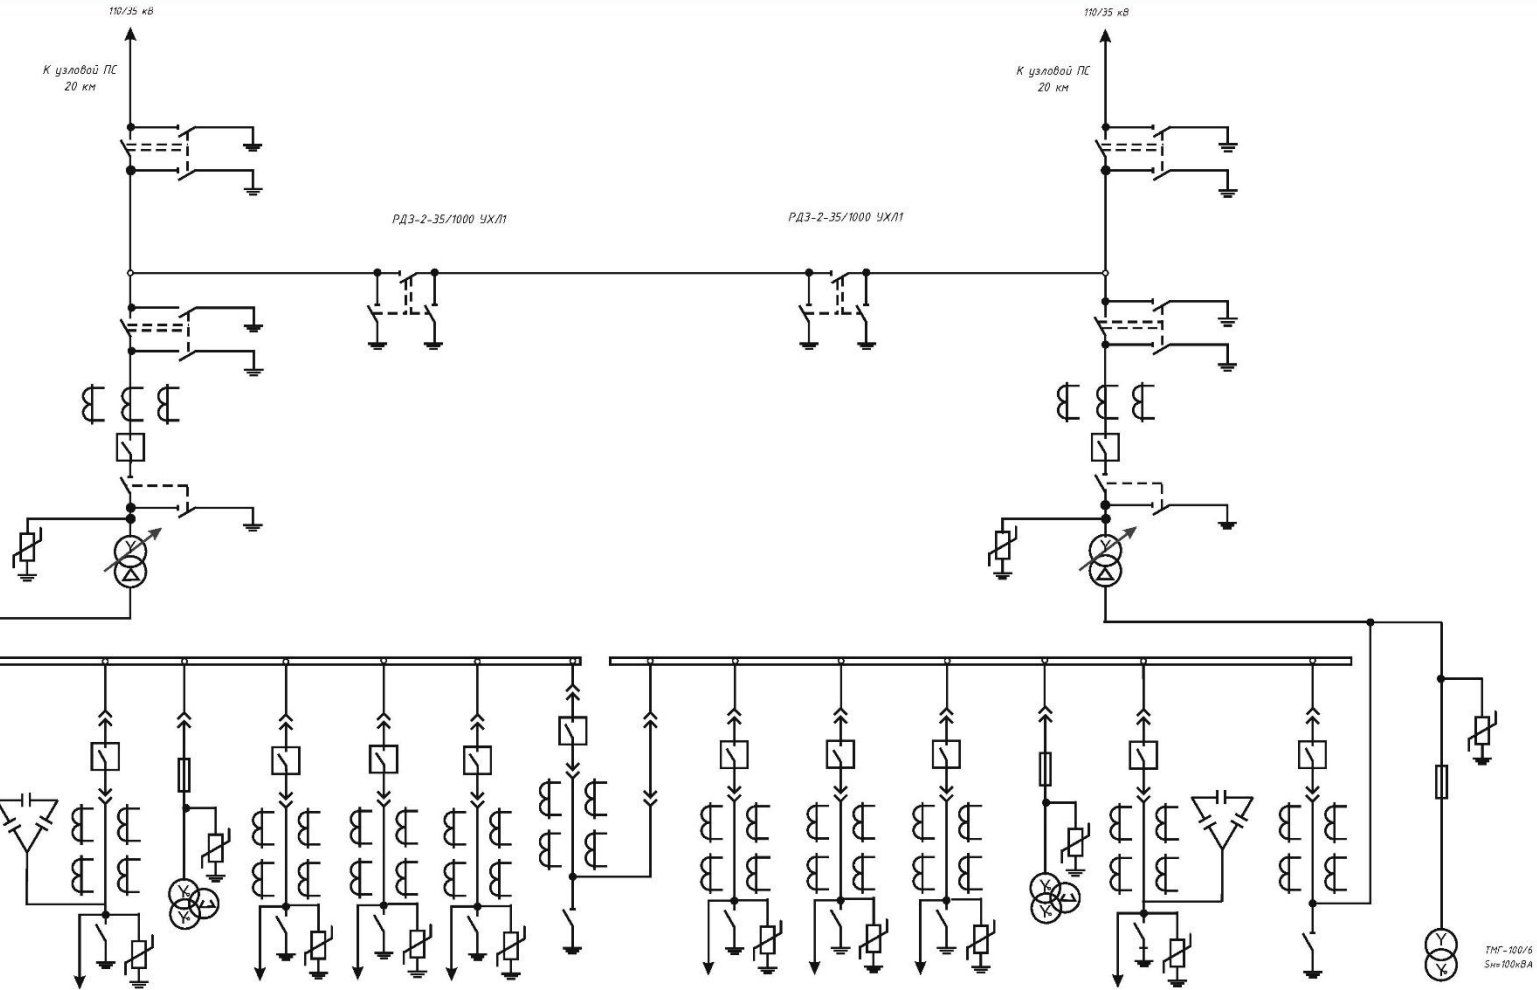 110/35 кВ
К узловой ПС
20 км
110/35 кВ
К узловой ПС
20 км
РДЗ-2-35/1000 УХЛ1
РДЗ-2-35/1000 УХЛ1
ТМГ-100/6
Sн=100кВА